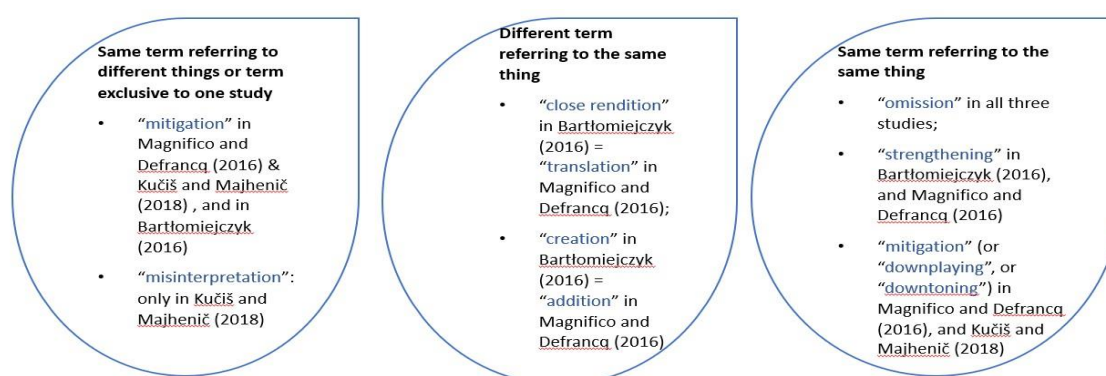 Same term referring to
different things or term
exclusive to one study
• “mitigation” in
Magnifico and
Defrancq (2016) &
Kučiš and Majhenič
(2018) , and in
Bartłomiejczyk
(2016)
• “misinterpretation”:
only in Kučiš and
Majhenič (2018)
Different term
referring to the same
thing
• “close rendition”
in Bartłomiejczyk
(2016) =
“translation” in
Magnifico and
Defrancq (2016);
• “creation” in
Bartłomiejczyk
(2016) =
“addition” in
Magnifico and
Defrancq (2016)
Same term referring to the
same thing
• “omission” in all three
studies;
• “strengthening” in
Bartłomiejczyk (2016),
and Magnifico and
Defrancq (2016)
• “mitigation” (or
“downplaying”, or
“downtoning”) in
Magnifico and Defrancq
(2016), and Kučiš and
Majhenič (2018)